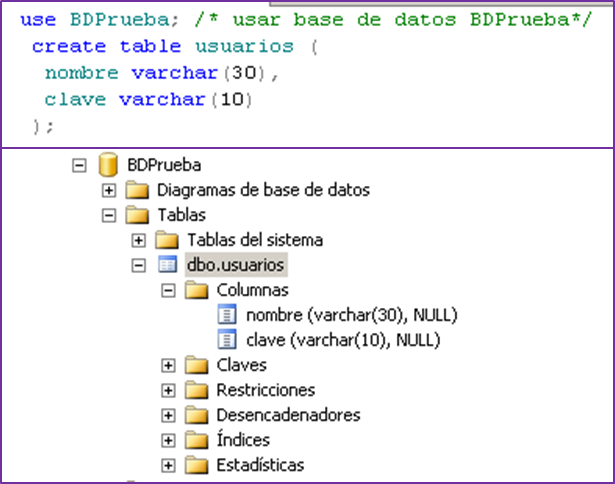 use BDPrueba; /* usar base de datos BDPrueba*/
create table usuarios (
nombre varchar(30),
clave varchar(10)
);
BDPrueba
Diagramas de base de datos
Tablas
Tablas del sistema
dbo.usuarios
Columnas
nombre (varchar(30), NULL)
clave (varchar(10), NULL)
Claves
Restricciones
Desencadenadores
Índices
Estadísticas